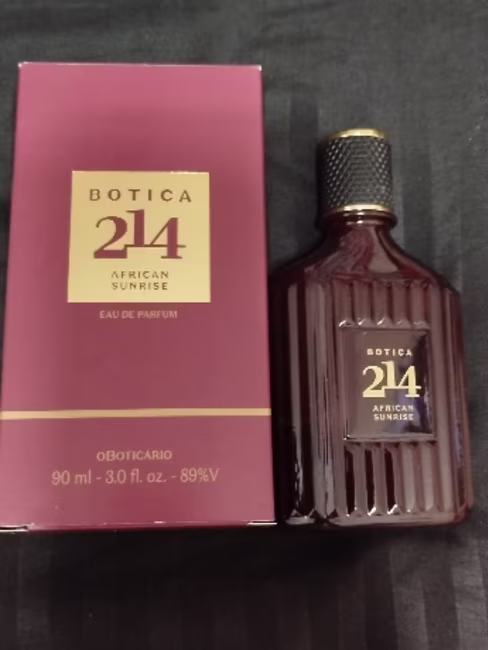 BOTICA
214
AFRICAN
SUNRISE
EAU DE PARFUM
oBOTICÁRIO
90 ml - 3.0 fl. oz. - 89%V
BOTICA
214
AFRICAN
SUNRISE